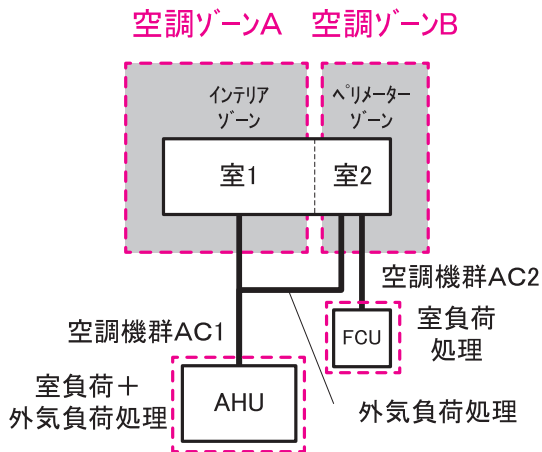 空調ゾーンA 空調ゾーンB
インテリア
ゾーン
ペリメーター
ゾーン
室1 室2
空調機群AC2
空調機群AC1
FCU
室負荷
処理
室負荷+
外気負荷処理
AHU
外気負荷処理